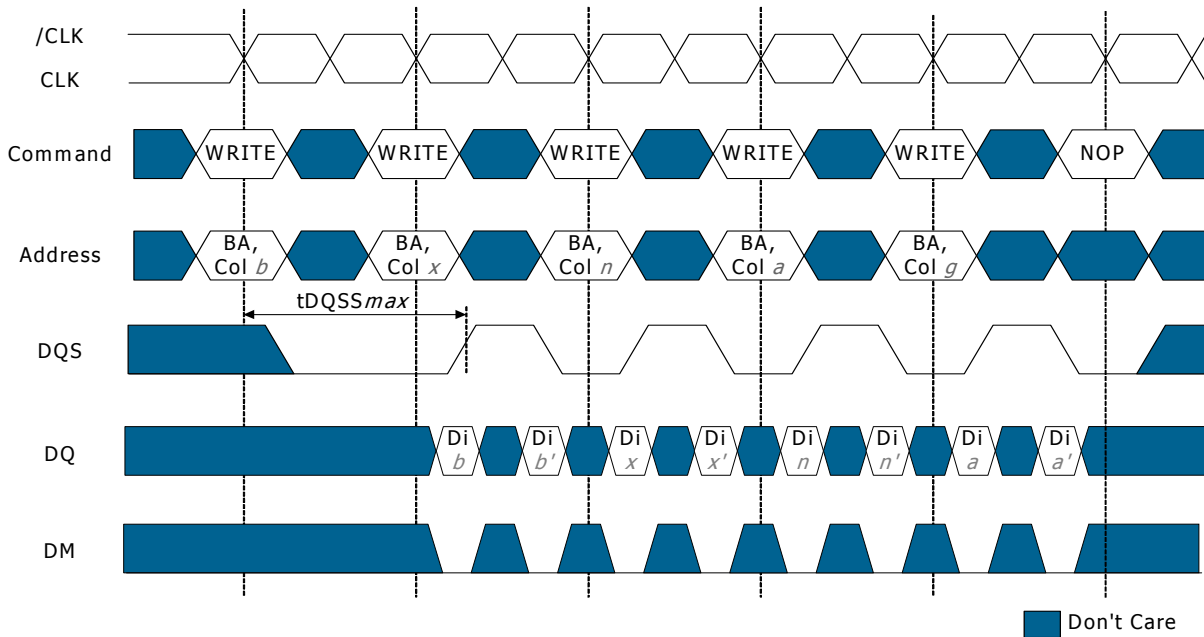 /CLK
CLK
Command
WRITE WRITE WRITE WRITE WRITE NOP
Address
BA, BA, BA, BA, BA,
Col b Col x Col n Col a Col g
tDQSSmax
DQS
DQ
Di Di Di Di Di Di Di Di
b b' x x' n n' a a'
DM
Don't Care